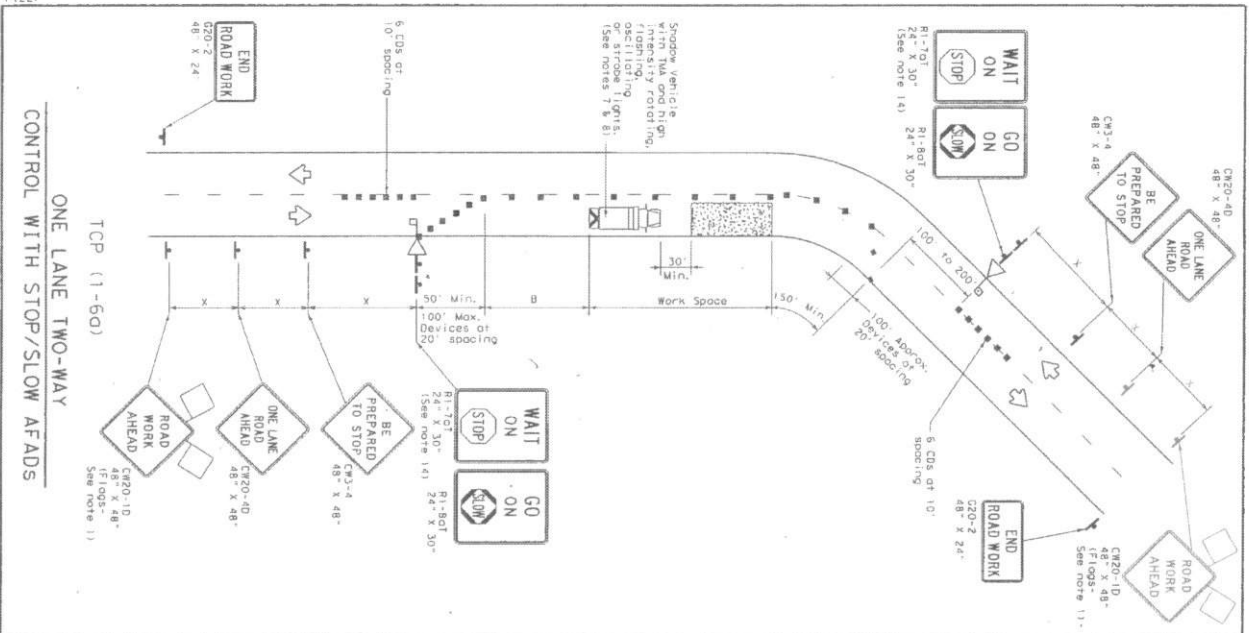 CW20-4D
48" X 48"
ONE LANE
ROAD
AHEAD
CW3-4
48" X 48"
BE
PREPARED
TO STOP
WAIT
ON
STOP
R1-7aT
24" X 30"
(See note 14)
GO
ON
SLOW
R1-8aT
24" X 30"
Shadow vehicle
with TMA and high
intensity rotating,
flashing,
oscillating
or strobe lights.
(See notes 7 & 8)
6 CDs at
10' spacing
END
ROAD WORK
G20-2
48" X 24"
X
X
X
100' to 200'
100' Approx.
Devices at
20' spacing
150' Min.
30'
Min.
Work Space
B
50' Min.
100' Max.
Devices at
20' spacing
X
X
X
6 CDs at 10'
spacing
ROAD
WORK
AHEAD
CW20-1D
48" X 48"
(Flags-
See note 1)
END
ROAD WORK
G20-2
48" X 24"
WAIT
ON
STOP
R1-7aT
24" X 30"
(See note 14)
GO
ON
SLOW
R1-8aT
24" X 30"
BE
PREPARED
TO STOP
CW3-4
48" X 48"
ONE LANE
ROAD
AHEAD
CW20-4D
48" X 48"
ROAD
WORK
AHEAD
CW20-1D
48" X 48"
(Flags-
See note 1)
TCP (1-6a)
ONE LANE TWO-WAY
CONTROL WITH STOP/SLOW AFADs